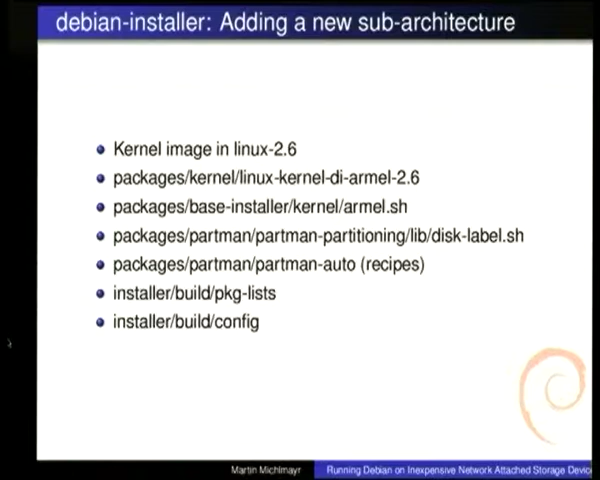 debian-installer: Adding a new sub-architecture
Kernel image in linux-2.6
packages/kernel/linux-kernel-di-armel-2.6
packages/base-installer/kernel/armel.sh
packages/partman/partman-partitioning/lib/disk-label.sh
packages/partman/partman-auto (recipes)
installer/build/pkg-lists
installer/build/config
Martin Michlmayr Running Debian on Inexpensive Network Attached Storage Devic